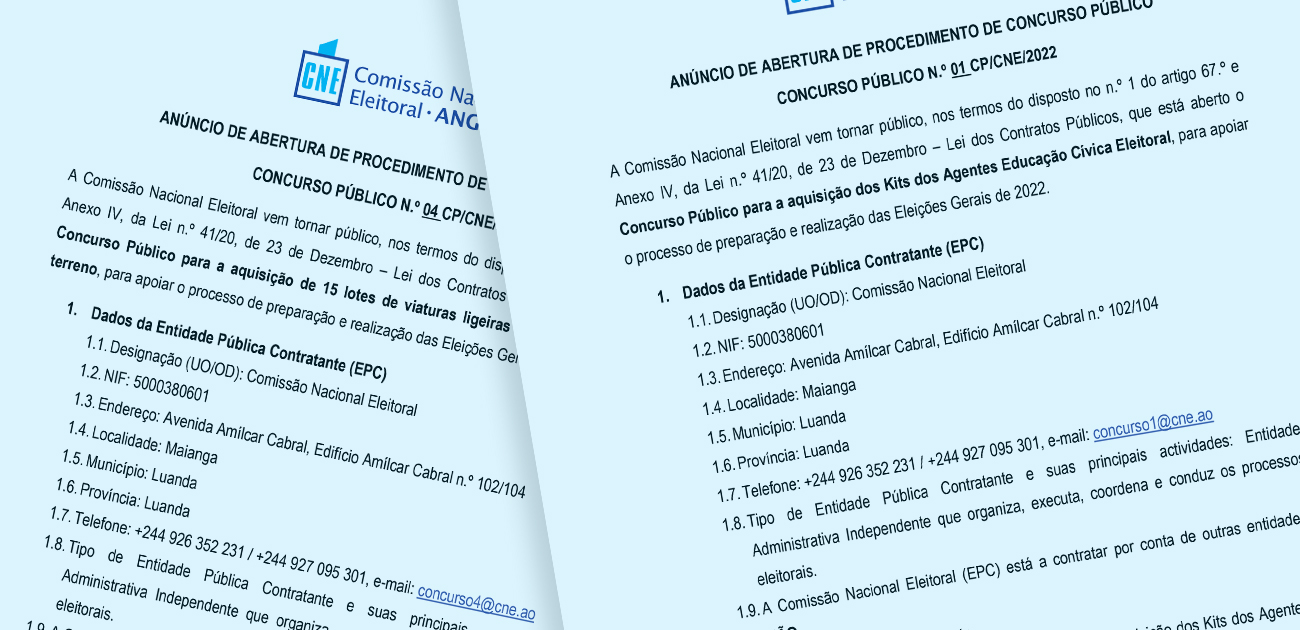 CNE
Comissão Na
Eleitoral · ANG
ANÚNCIO DE ABERTURA DE PROCEDIMENTO DE
CONCURSO PÚBLICO N.º 04 CP/CNE/
A Comissão Nacional Eleitoral vem tornar público, nos termos do disp
Anexo IV, da Lei n.º 41/20, de 23 de Dezembro – Lei dos Contratos
Concurso Público para a aquisição de 15 lotes de viaturas ligeiras
terreno, para apoiar o processo de preparação e realização das Eleições Ger
1. Dados da Entidade Pública Contratante (EPC)
1.1. Designação (UO/OD): Comissão Nacional Eleitoral
1.2. NIF: 5000380601
1.3. Endereço: Avenida Amílcar Cabral, Edifício Amílcar Cabral n.º 102/104
1.4. Localidade: Maianga
1.5. Município: Luanda
1.6. Província: Luanda
1.7. Telefone: +244 926 352 231 / +244 927 095 301, e-mail: concurso4@cne.ao
1.8. Tipo de Entidade Pública Contratante e suas principais
Administrativa Independente que organiza,
eleitorais.
1.9. A
ANÚNCIO DE ABERTURA DE PROCEDIMENTO DE CONCURSO PÚBLICO
CONCURSO PÚBLICO N.º 01 CP/CNE/2022
A Comissão Nacional Eleitoral vem tornar público, nos termos do disposto no n.º 1 do artigo 67.º e
Anexo IV, da Lei n.º 41/20, de 23 de Dezembro – Lei dos Contratos Públicos, que está aberto o
Concurso Público para a aquisição dos Kits dos Agentes Educação Cívica Eleitoral, para apoiar
o processo de preparação e realização das Eleições Gerais de 2022.
1. Dados da Entidade Pública Contratante (EPC)
1.1. Designação (UO/OD): Comissão Nacional Eleitoral
1.2. NIF: 5000380601
1.3. Endereço: Avenida Amílcar Cabral, Edifício Amílcar Cabral n.º 102/104
1.4. Localidade: Maianga
1.5. Município: Luanda
1.6. Província: Luanda
1.7. Telefone: +244 926 352 231 / +244 927 095 301, e-mail: concurso1@cne.ao
1.8. Tipo de Entidade Pública Contratante e suas principais actividades: Entidade
Administrativa Independente que organiza, executa, coordena e conduz os processos
eleitorais.
1.9. A Comissão Nacional Eleitoral (EPC) está a contratar por conta de outras entidade
dos Kits dos Agente